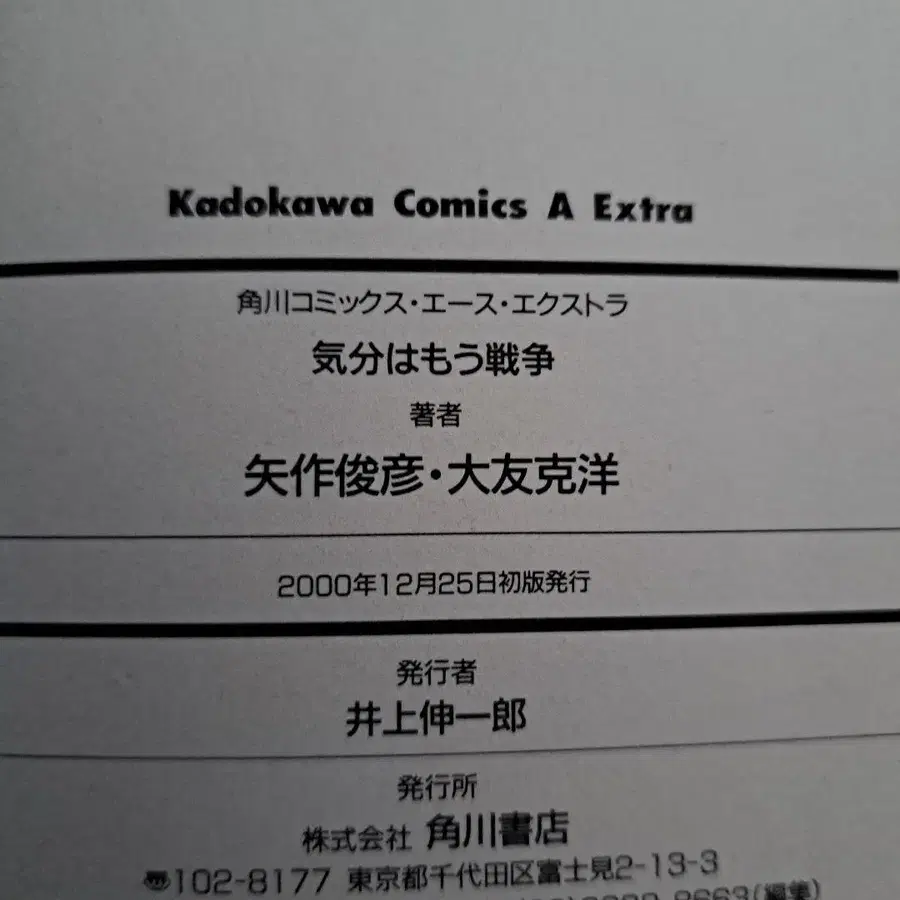 Kadokawa Comics A Extra
角川コミックス・エース・エクストラ
気分はもう戦争
著者
矢作俊彦・大友克洋
2000年12月25日初版発行
発行者
井上伸一郎
発行所
株式会社 角川書店
〠102-8177 東京都千代田区富士見2-13-3
8663(編集)